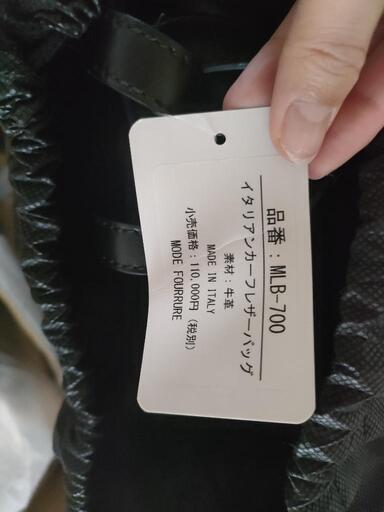 品番：MLB-700
イタリアンカーフレザーバッグ
素材：牛革
MADE IN ITALY
小売価格：110,000円（税別）
MODE FOURRURE